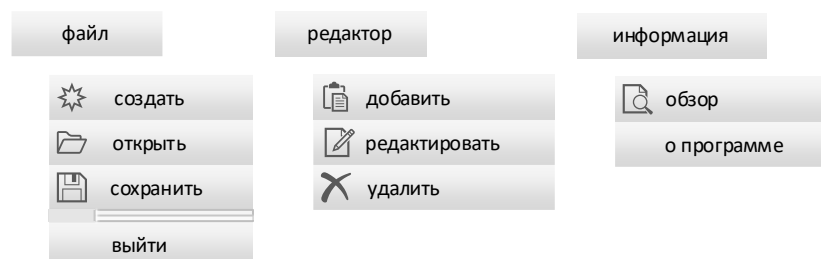 файл
создать
открыть
сохранить
выйти
редактор
добавить
редактировать
удалить
информация
обзор
о программе